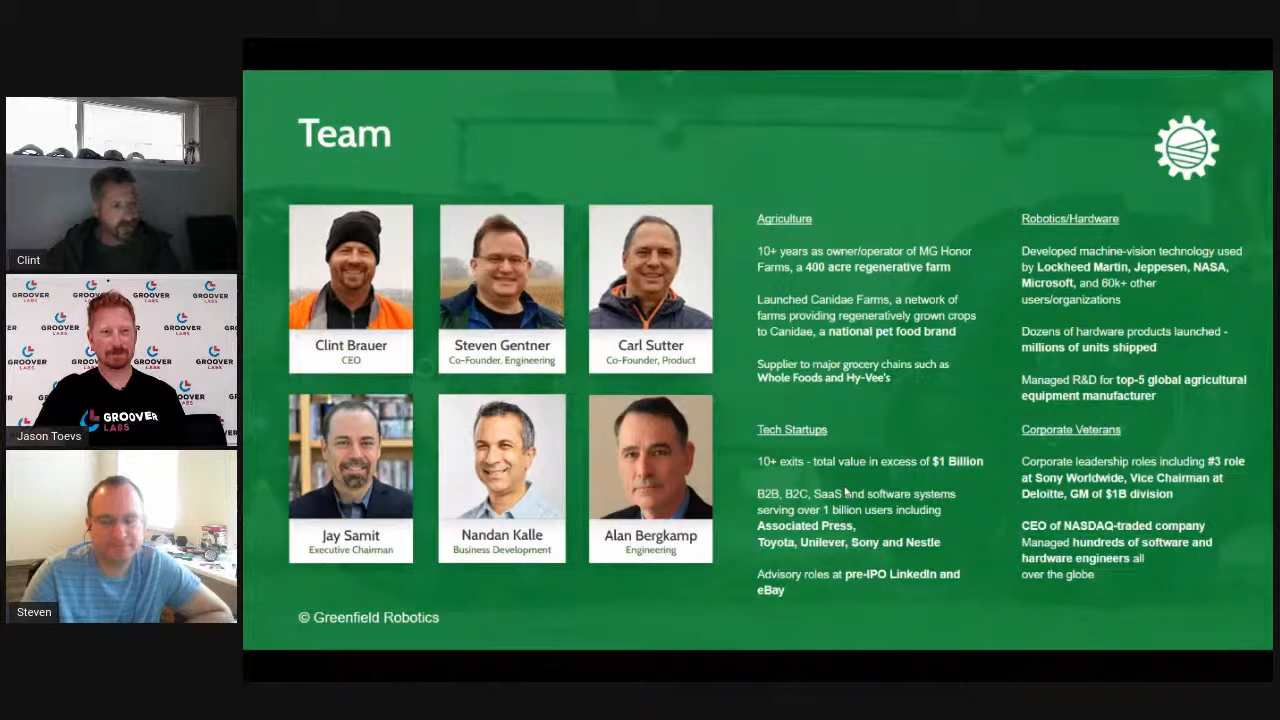 Team
Clint
GROOVER
LABS
Jason Toevs
Steven
Clint Brauer
CEO
Steven Gentner
Co-Founder, Engineering
Carl Sutter
Co-Founder, Product
Jay Samit
Executive Chairman
Nandan Kalle
Business Development
Alan Bergkamp
Engineering
© Greenfield Robotics
Agriculture
10+ years as owner/operator of MG Honor
Farms, a 400 acre regenerative farm
Launched Canidae Farms, a network of
farms providing regeneratively grown crops
to Canidae, a national pet food brand
Supplier to major grocery chains such as
Whole Foods and Hy-Vee's
Tech Startups
10+ exits - total value in excess of $1 Billion
B2B, B2C, SaaS and software systems
serving over 1 billion users including
Associated Press,
Toyota, Unilever, Sony and Nestle
Advisory roles at pre-IPO LinkedIn and
eBay
Robotics/Hardware
Developed machine-vision technology used
by Lockheed Martin, Jeppesen, NASA,
Microsoft, and 60k+ other
users/organizations
Dozens of hardware products launched -
millions of units shipped
Managed R&D for top-5 global agricultural
equipment manufacturer
Corporate Veterans
Corporate leadership roles including #3 role
at Sony Worldwide, Vice Chairman at
Deloitte, GM of $1B division
CEO of NASDAQ-traded company
Managed hundreds of software and
hardware engineers all
over the globe